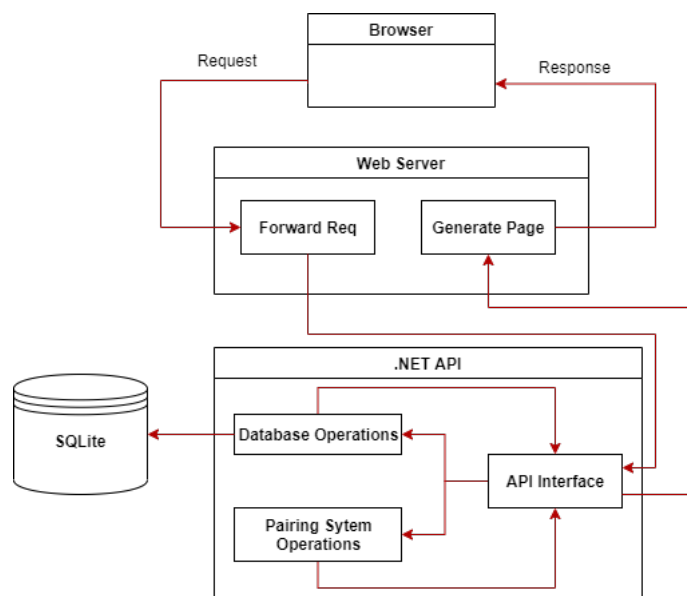 Browser
Request
Response
Web Server
Forward Req
Generate Page
.NET API
SQLite
Database Operations
API Interface
Pairing Sytem
Operations